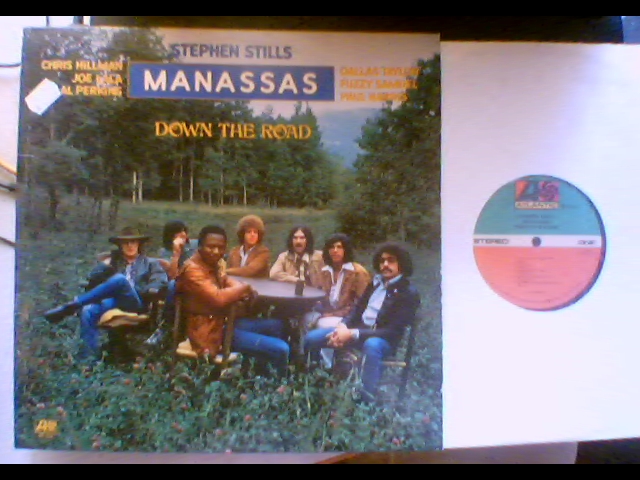 STEPHEN STILLS
CHRIS HILLMAN
JOE
AL PERKINS
MANASSAS
DALLAS TAYLOR
FUZZY SAMUEL
PAUL HARRIS
DOWN THE ROAD
ATLANTIC
STEREO